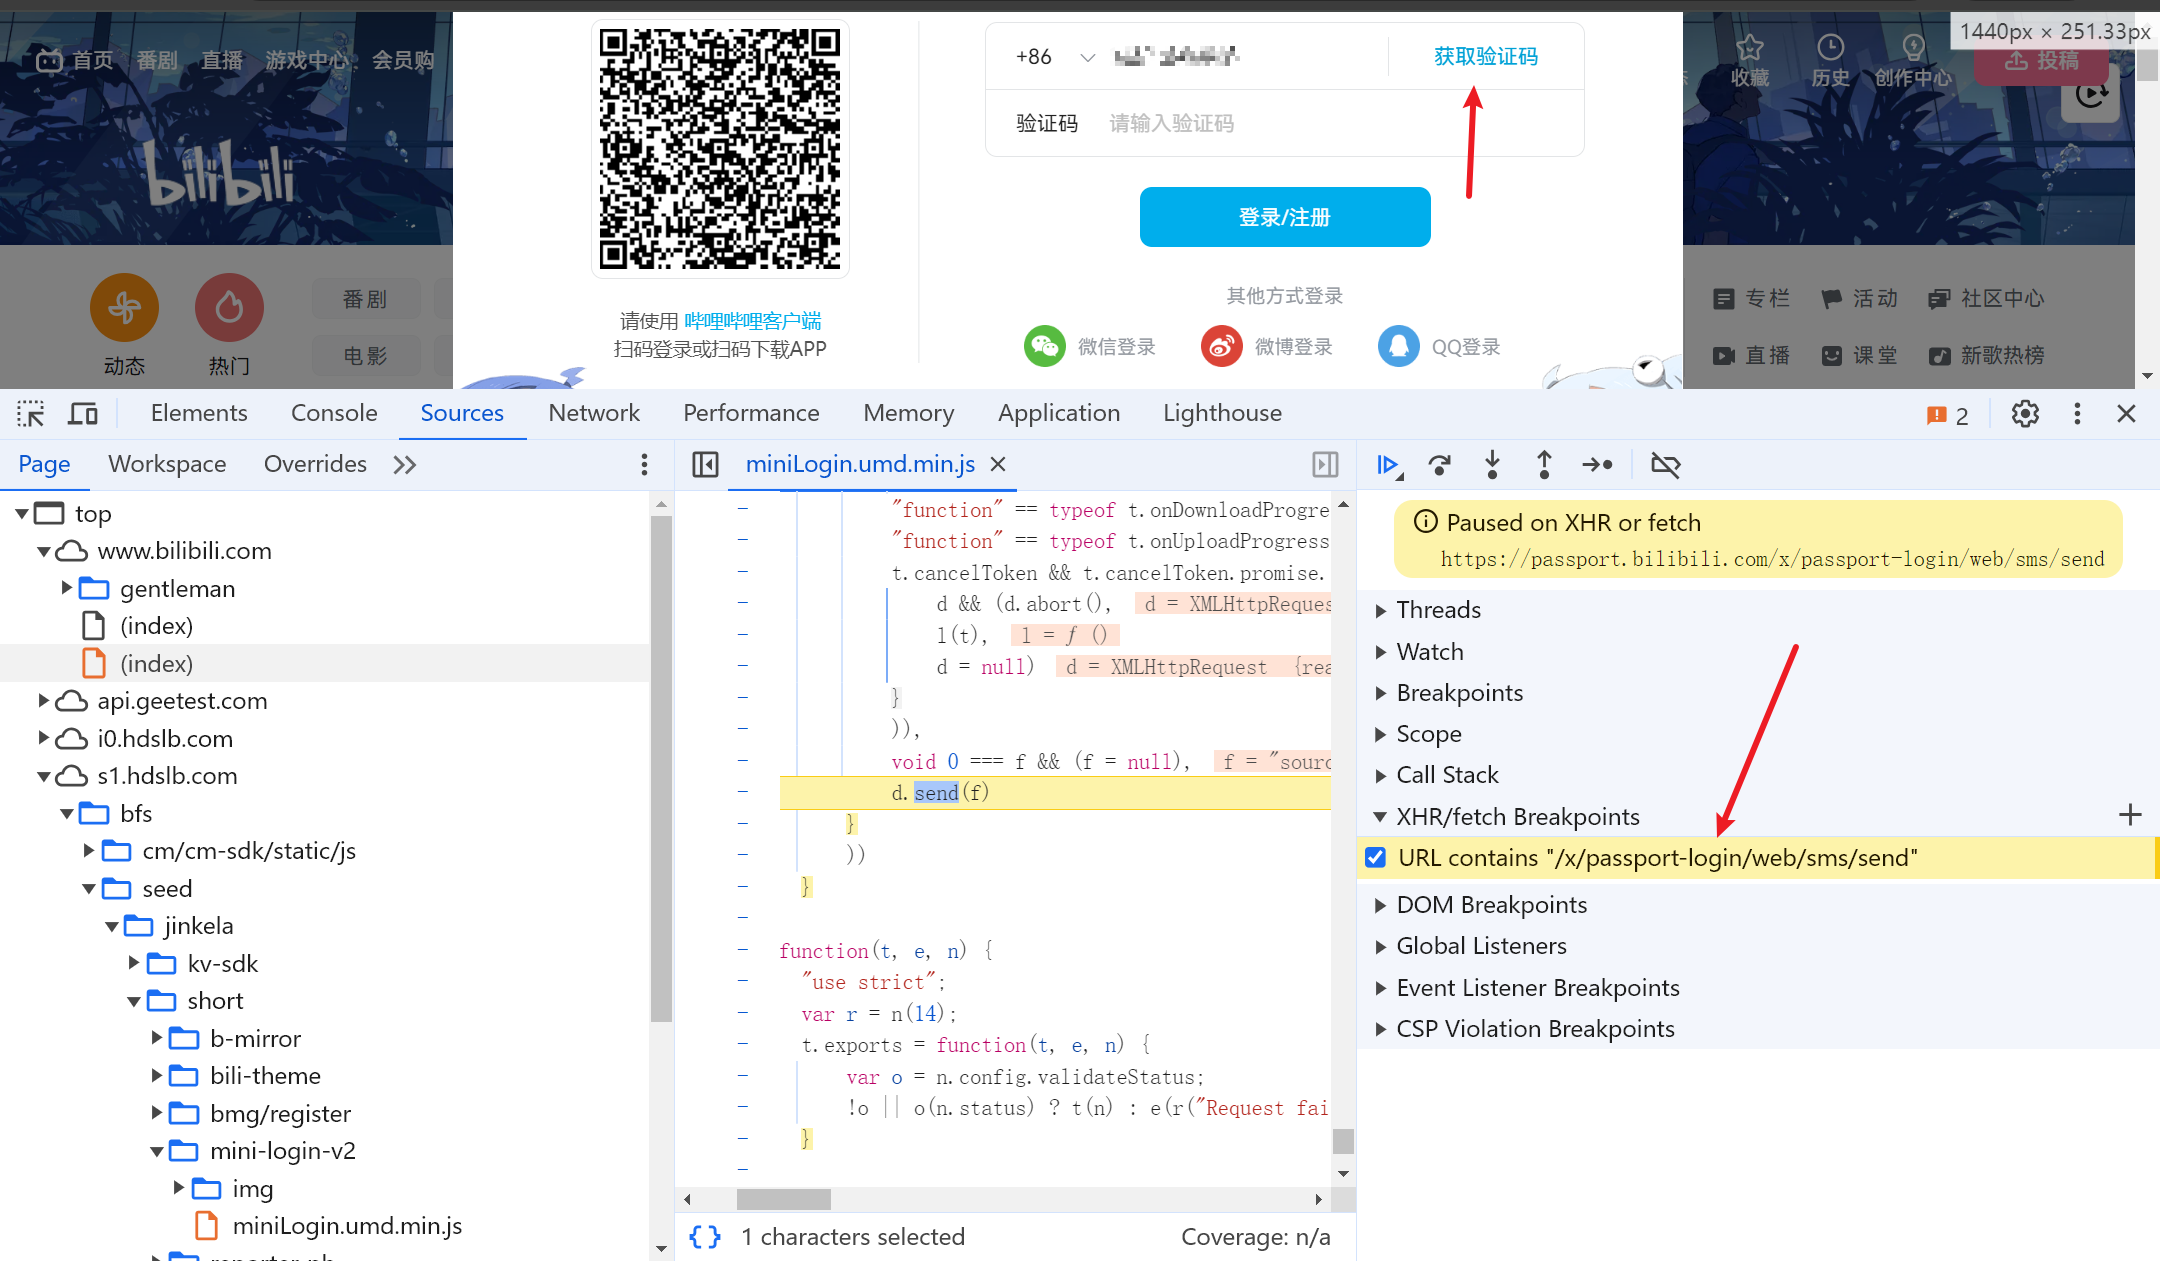 首页 番剧 直播 游戏中心 会员购
bilibili
+86 获取验证码
验证码 请输入验证码
登录/注册
请使用 哔哩哔哩客户端
扫码登录或扫码下载APP
其他方式登录
微信登录 微博登录 QQ登录
1440px × 251.33px
收藏 历史 创作中心 投稿
动态 热门
番剧
电影
专栏 活动 社区中心
直播 课堂 新歌热榜
Elements Console Sources Network Performance Memory Application Lighthouse 2
Page Workspace Overrides
miniLogin.umd.min.js
top
www.bilibili.com
gentleman
(index)
(index)
api.geetest.com
i0.hdslb.com
s1.hdslb.com
bfs
cm/cm-sdk/static/js
seed
jinkela
kv-sdk
short
b-mirror
bili-theme
bmg/register
mini-login-v2
img
miniLogin.umd.min.js
"function" == typeof t.onDownloadProgre
"function" == typeof t.onUploadProgress
t.cancelToken && t.cancelToken.promise.
d && (d.abort(), d = XMLHttpReques
l(t), l = f ()
d = null) d = XMLHttpRequest {rea
}
)),
void 0 === f && (f = null), f = "sourc
d.send(f)
}
))
}
function(t, e, n) {
"use strict";
var r = n(14);
t.exports = function(t, e, n) {
var o = n.config.validateStatus;
!o || o(n.status) ? t(n) : e(r("Request fai
}
{} 1 characters selected Coverage: n/a
Paused on XHR or fetch
https://passport.bilibili.com/x/passport-login/web/sms/send
Threads
Watch
Breakpoints
Scope
Call Stack
XHR/fetch Breakpoints
URL contains "/x/passport-login/web/sms/send"
DOM Breakpoints
Global Listeners
Event Listener Breakpoints
CSP Violation Breakpoints